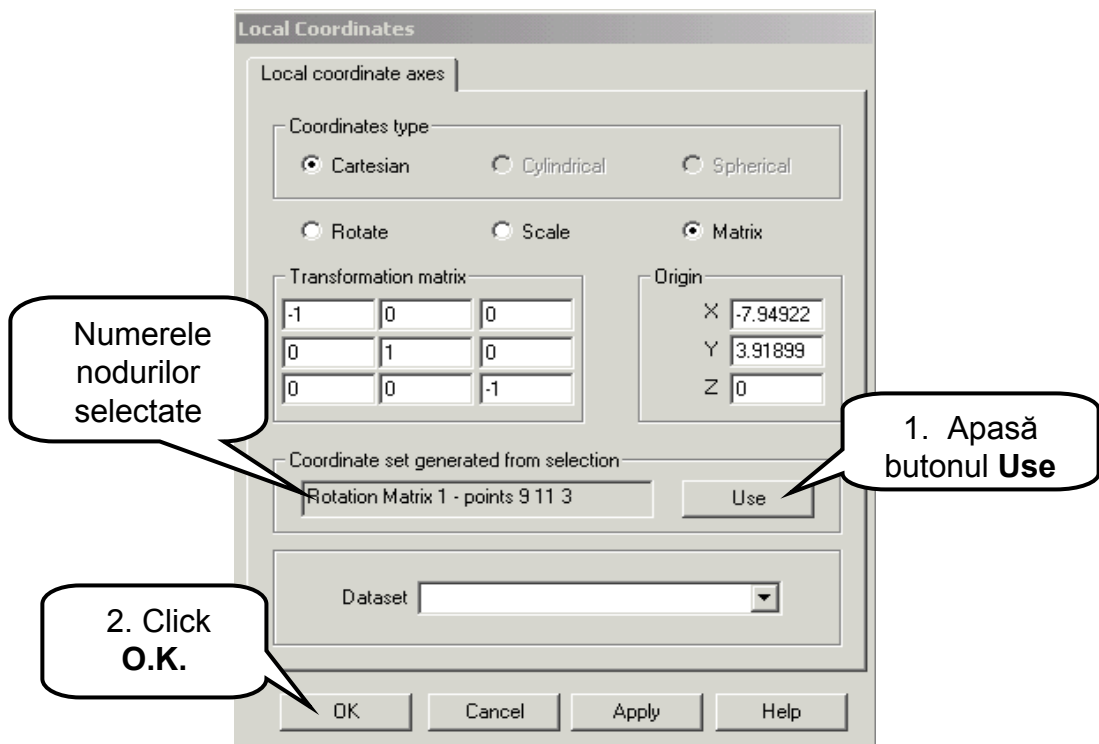 Local Coordinates
Local coordinate axes
Coordinates type
Cartesian
Cylindrical
Spherical
Rotate
Scale
Matrix
Transformation matrix
-1 0 0
0 1 0
0 0 -1
Origin
X -7.94922
Y 3.91899
Z 0
Numerele
nodurilor
selectate
1. Apasă
butonul Use
Coordinate set generated from selection
Rotation Matrix 1 - points 9 11 3
Use
Dataset
2. Click
O.K.
OK
Cancel
Apply
Help